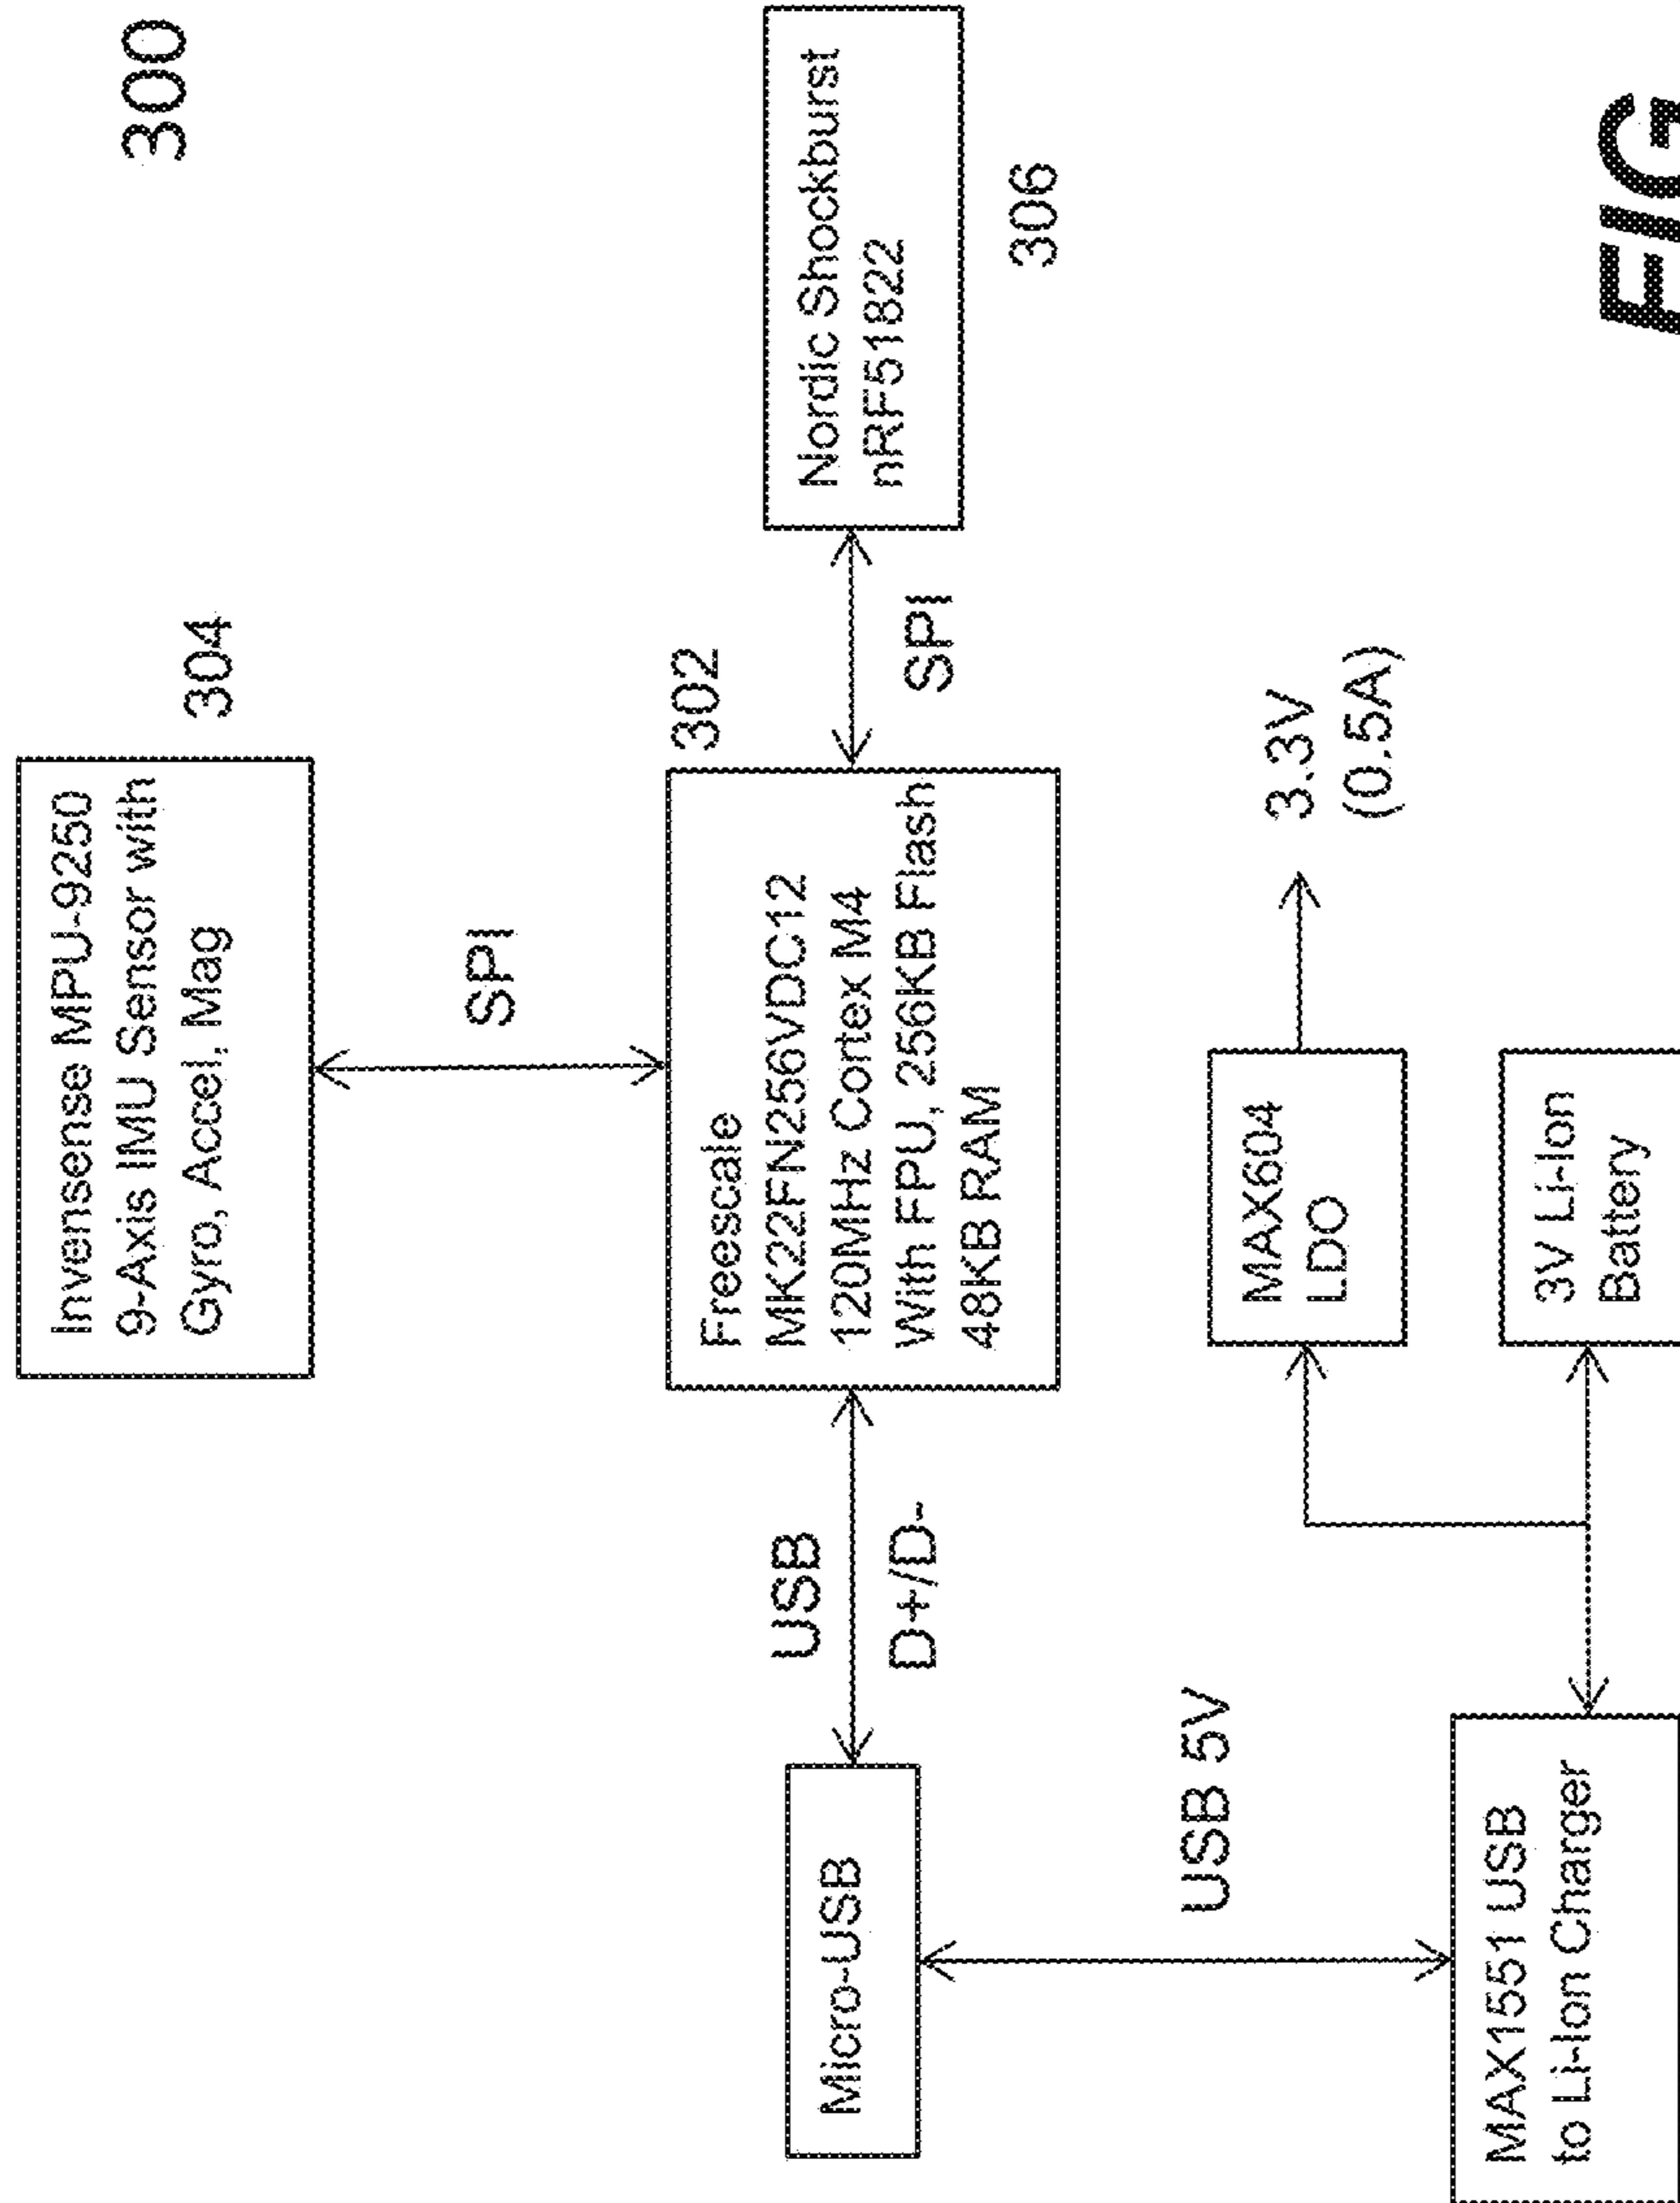 300
Invensense MPU-9250
9-Axis IMU Sensor with
Gyro, Accel, Mag
304
SPI
302
Freescale
MK22FN256VDC12
120MHz Cortex M4
With FPU, 256KB Flash
48KB RAM
USB
D+/D-
Micro-USB
SPI
Nordic Shockburst
nRF51822
306
USB 5V
MAX604
LDO
3.3V
(0.5A)
MAX1551 USB
to Li-Ion Charger
3V Li-Ion
Battery
FIG